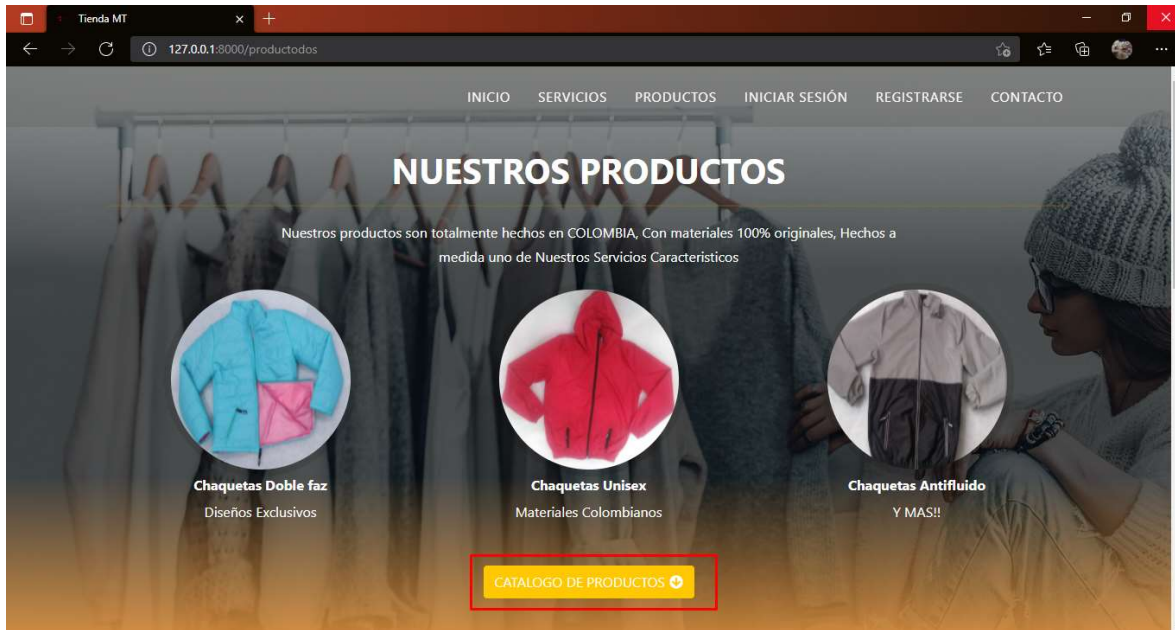 Tienda MT
127.0.0.1:8000/productodos
INICIO SERVICIOS PRODUCTOS INICIAR SESIÓN REGISTRARSE CONTACTO
NUESTROS PRODUCTOS
Nuestros productos son totalmente hechos en COLOMBIA, Con materiales 100% originales, Hechos a
medida uno de Nuestros Servicios Caracteristicos
Chaquetas Doble faz
Diseños Exclusivos
Chaquetas Unisex
Materiales Colombianos
Chaquetas Antifluido
Y MAS!!
CATALOGO DE PRODUCTOS